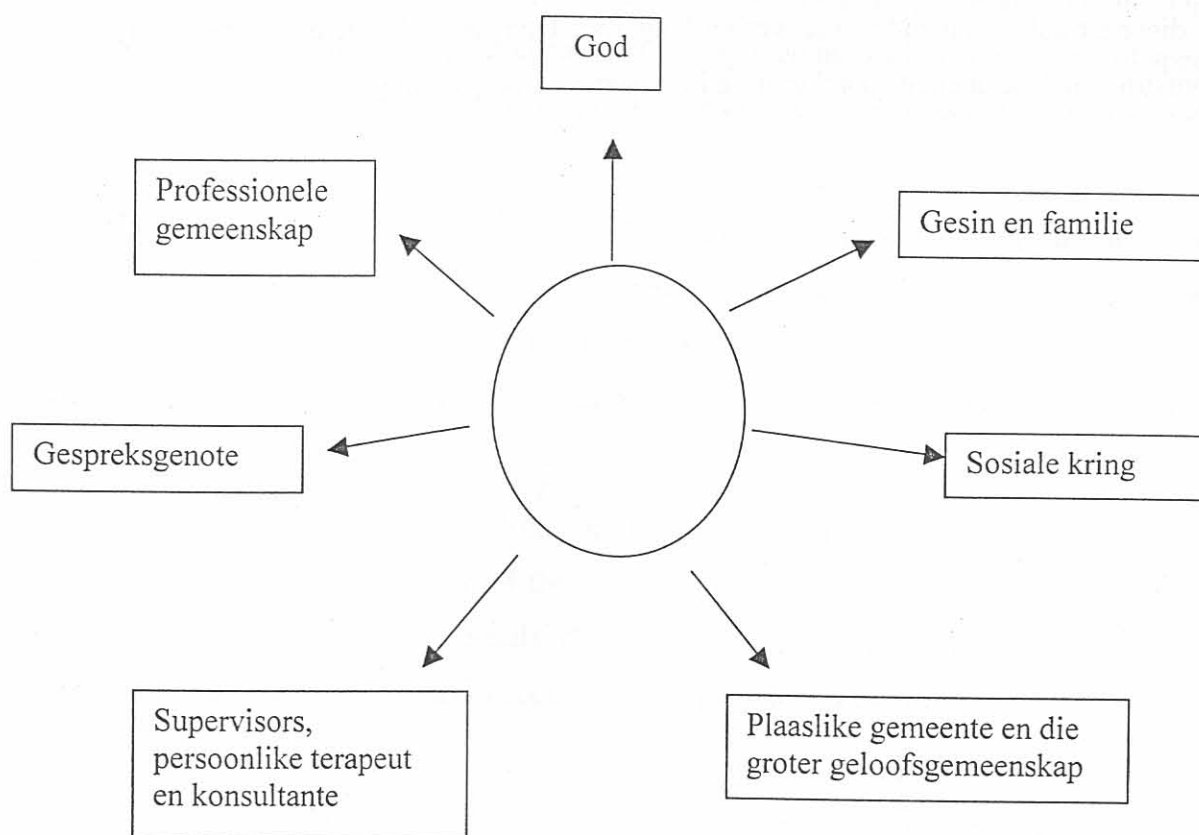 God
Professionele
gemeenskap
Gesin en familie
Gespreksgenote
Sosiale kring
Supervisors,
persoonlike terapeut
en konsultante
Plaaslike gemeente en die
groter geloofsgemeenskap